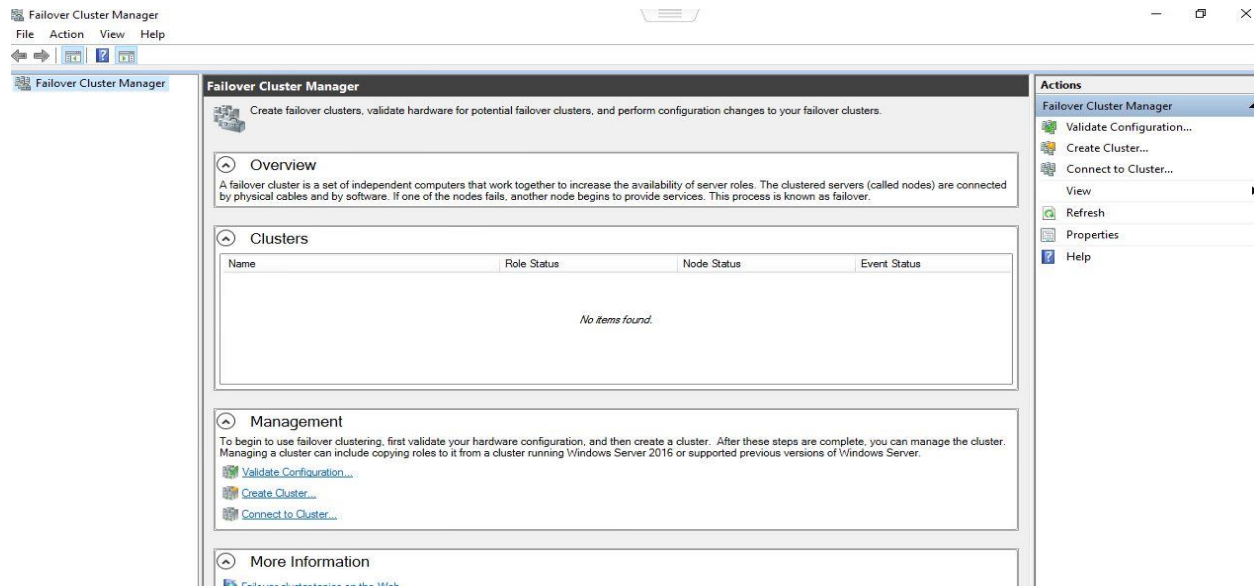 Failover Cluster Manager
File Action View Help
Failover Cluster Manager
Failover Cluster Manager
Create failover clusters, validate hardware for potential failover clusters, and perform configuration changes to your failover clusters.
Overview
A failover cluster is a set of independent computers that work together to increase the availability of server roles. The clustered servers (called nodes) are connected
by physical cables and by software. If one of the nodes fails, another node begins to provide services. This process is known as failover.
Clusters
Name Role Status Node Status Event Status
No items found.
Management
To begin to use failover clustering, first validate your hardware configuration, and then create a cluster. After these steps are complete, you can manage the cluster.
Managing a cluster can include copying roles to it from a cluster running Windows Server 2016 or supported previous versions of Windows Server.
Validate Configuration...
Create Cluster...
Connect to Cluster...
More Information
Failover cluster topics on the Web
Actions
Failover Cluster Manager
Validate Configuration...
Create Cluster...
Connect to Cluster...
View
Refresh
Properties
Help